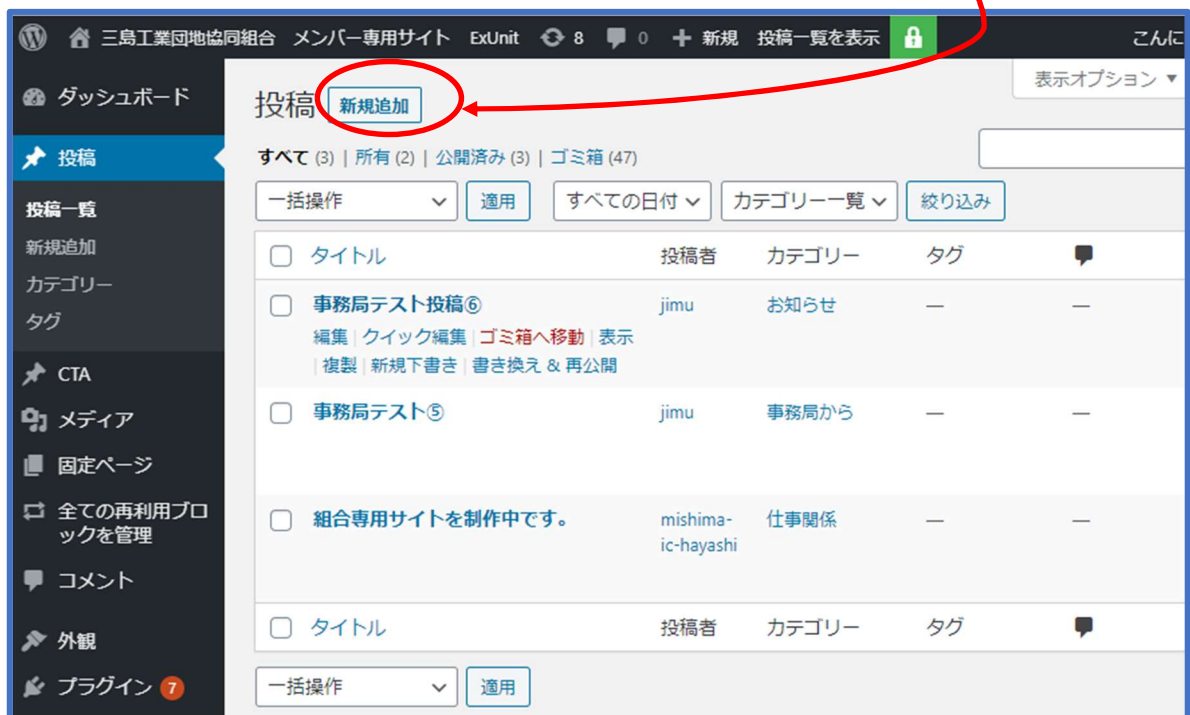 三島工業団地協同組合 メンバー専用サイト ExUnit 8 0 新規 投稿一覧を表示 こんに
ダッシュボード
投稿
投稿一覧
新規追加
カテゴリー
タグ
CTA
メディア
固定ページ
全ての再利用ブロ
ックを管理
コメント
外観
プラグイン 7
表示オプション ▼
投稿 新規追加
すべて (3) | 所有 (2) | 公開済み (3) | ゴミ箱 (47)
一括操作 適用 すべての日付 カテゴリー一覧 絞り込み
タイトル 投稿者 カテゴリー タグ
事務局テスト投稿⑥ jimu お知らせ — —
編集 | クイック編集 | ゴミ箱へ移動 | 表示
| 複製 | 新規下書き | 書き換え & 再公開
事務局テスト⑤ jimu 事務局から — —
組合専用サイトを制作中です。 mishima- 仕事関係 — —
ic-hayashi
タイトル 投稿者 カテゴリー タグ
一括操作 適用